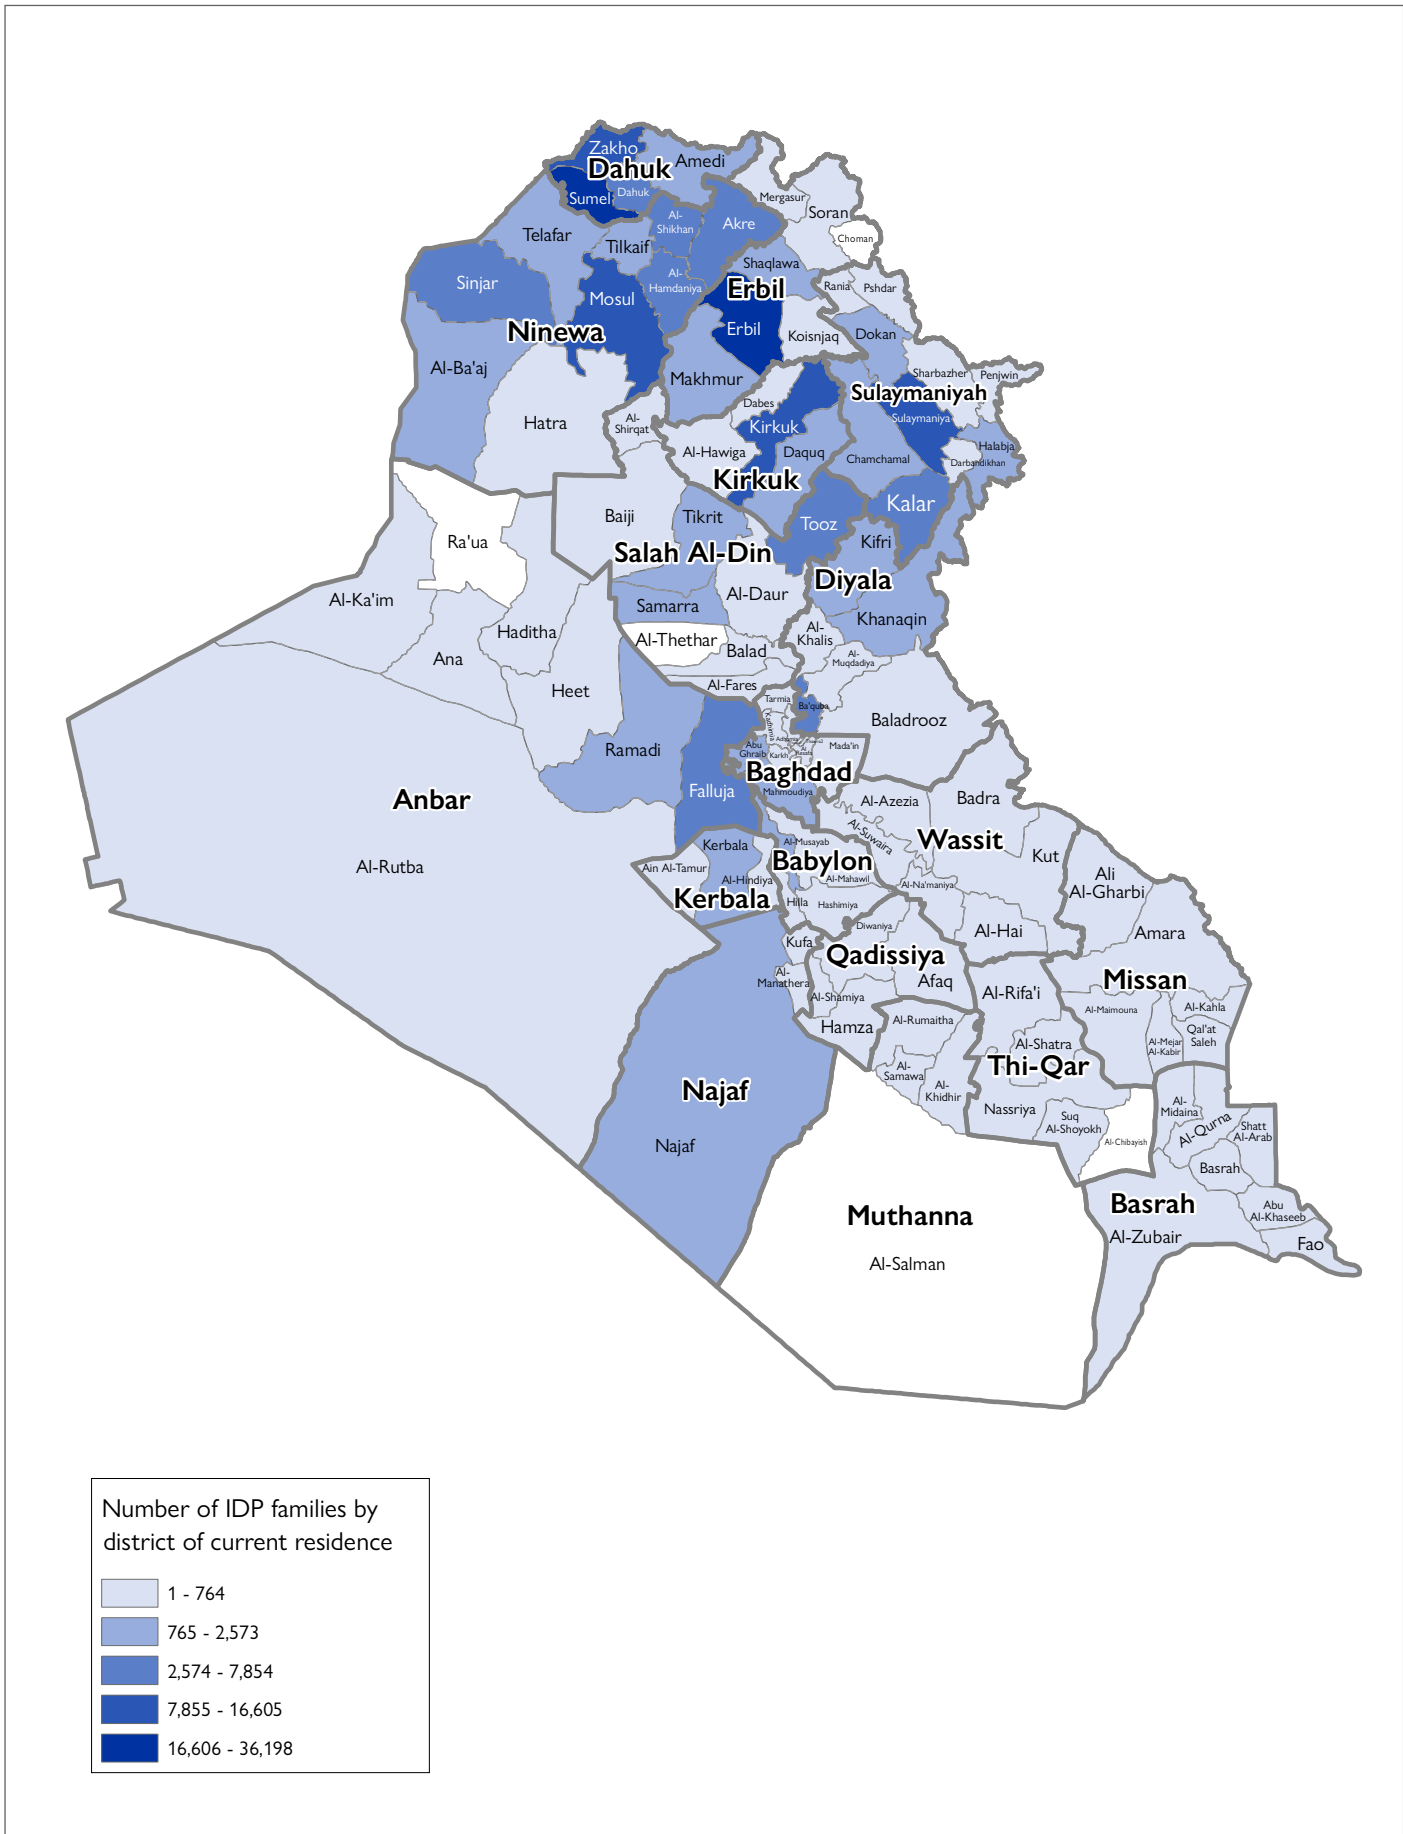 Zakho
Dahuk
Amedi
Sumel
Dahuk
Mergasur
Soran
Al-
Shikhan
Akre
Choman
Telafar
Tilkaif
Shaqlawa
Sinjar
Al-
Hamdaniya
Erbil
Rania
Pshdar
Mosul
Ninewa
Erbil
Koisnjaq
Dokan
Al-Ba'aj
Makhmur
Sharbazher
Penjwin
Sulaymaniyah
Dabes
Sulaymaniya
Hatra
Al-
Shirqat
Kirkuk
Al-Hawiga
Daquq
Chamchamal
Halabja
Darbandikhan
Kirkuk
Kalar
Baiji
Tikrit
Tooz
Ra'ua
Kifri
Salah Al-Din
Diyala
Al-Ka'im
Al-Daur
Samarra
Khanaqin
Haditha
Al-
Khalis
Al-Thethar
Balad
Al-
Muqdadiya
Ana
Heet
Al-Fares
Tarmia
Ba'quba
Baladrooz
Kadhimia
Adhamia
Ramadi
Abu
Ghraib
Karkh
Al
Mada'in
Baghdad
Falluja
Mahmoudiya
Anbar
Al-Azezia
Badra
Al-Suwaira
Wassit
Kerbala
Al-Musayab
Babylon
Kut
Al-Rutba
Ain Al-Tamur
Al-Hindiya
Al-Mahawil
Al-Na'maniya
Ali
Al-Gharbi
Kerbala
Hilla
Hashimiya
Diwaniya
Al-Hai
Amara
Kufa
Qadissiya
Al-
Manathera
Afaq
Missan
Al-Shamiya
Al-Rifa'i
Al-Maimouna
Al-Kahla
Hamza
Al-Rumaitha
Qal'at
Saleh
Al-Shatra
Al-Mejar
Al-Kabir
Al-
Samawa
Thi-Qar
Al-
Khidhir
Najaf
Nassriya
Suq
Al-Shoyokh
Al-
Midaina
Al-Qurna
Shatt
Al-Arab
Najaf
Al-Chibayish
Basrah
Muthanna
Basrah
Abu
Al-Khaseeb
Al-Zubair
Fao
Al-Salman
Number of IDP families by
district of current residence
1 - 764
765 - 2,573
2,574 - 7,854
7,855 - 16,605
16,606 - 36,198